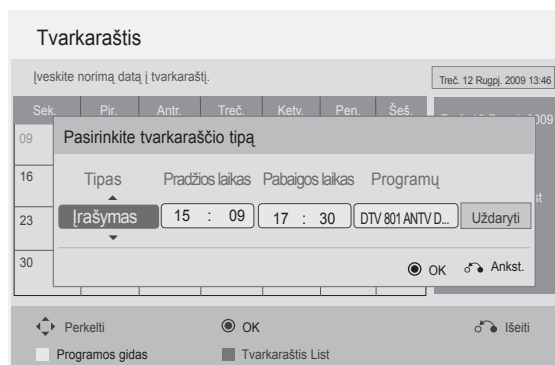 Tvarkaraštis
Įveskite norimą datą į tvarkaraštį.
Treč. 12 Rugpj. 2009 13:46
Sek. Pir. Antr. Treč. Ketv. Pen. Šeš.
09
Pasirinkite tvarkaraščio tipą
16
Tipas Pradžios laikas Pabaigos laikas Programų
23
Įrašymas 15 : 09 17 : 30 DTV 801 ANTV D... Uždaryti
30
OK Ankst.
Perkelti OK Išeiti
Programos gidas Tvarkaraštis List